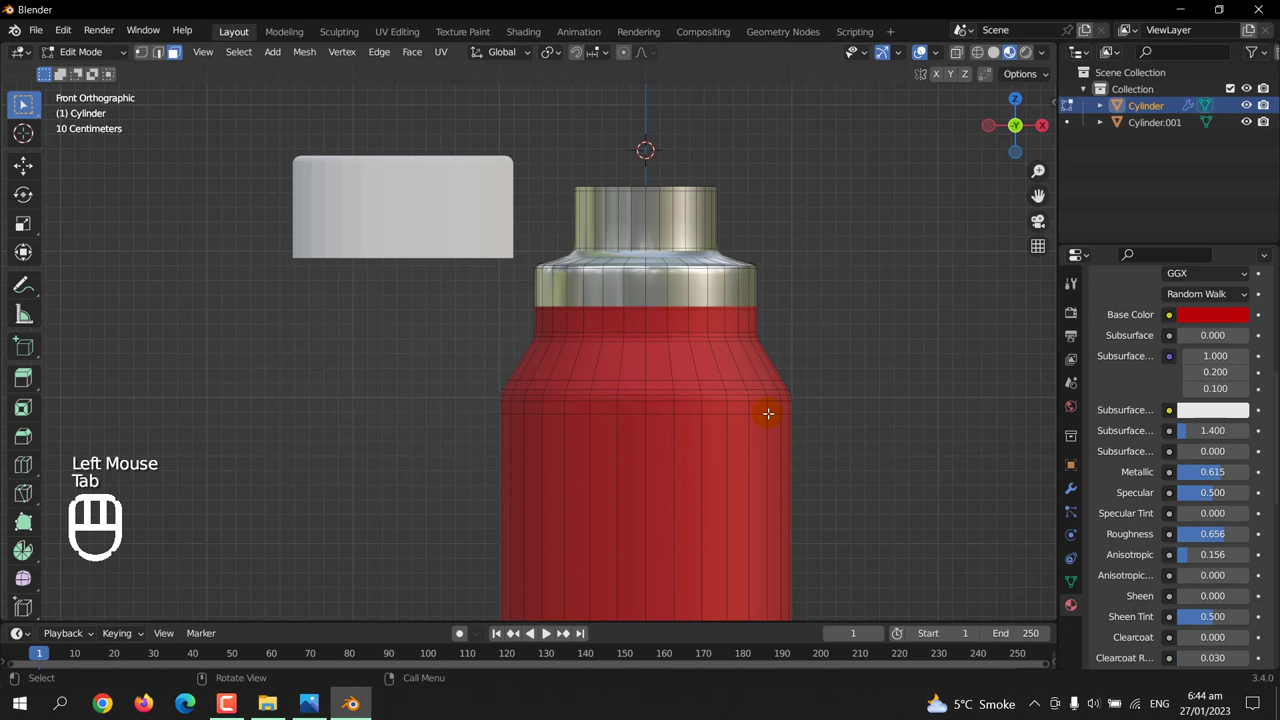 Blender
File Edit Render Window Help Layout Modeling Sculpting UV Editing Texture Paint Shading Animation Rendering Compositing Geometry Nodes Scripting + Scene ViewLayer
Edit Mode View Select Add Mesh Vertex Edge Face UV Global
X Y Z Options
Front Orthographic
(1) Cylinder
10 Centimeters
Z
X
-Y
Scene Collection
Collection
Cylinder
Cylinder.001
GGX
Random Walk
Base Color
Subsurface 0.000
Subsurface... 1.000
0.200
0.100
Subsurface...
Subsurface... 1.400
Subsurface... 0.000
Metallic 0.615
Specular 0.500
Specular Tint 0.000
Roughness 0.656
Anisotropic 0.156
Anisotropic... 0.000
Sheen 0.000
Sheen Tint 0.500
Clearcoat 0.000
Clearcoat R... 0.030
Left Mouse
Tab
Playback Keying View Marker 1 Start 1 End 250
1 10 20 30 40 50 60 70 80 90 100 110 120 130 140 150 160 170 180 190 200 210 220 230 240 250
Select Rotate View Call Menu 3.4.0
5°C Smoke ENG 6:44 am
27/01/2023